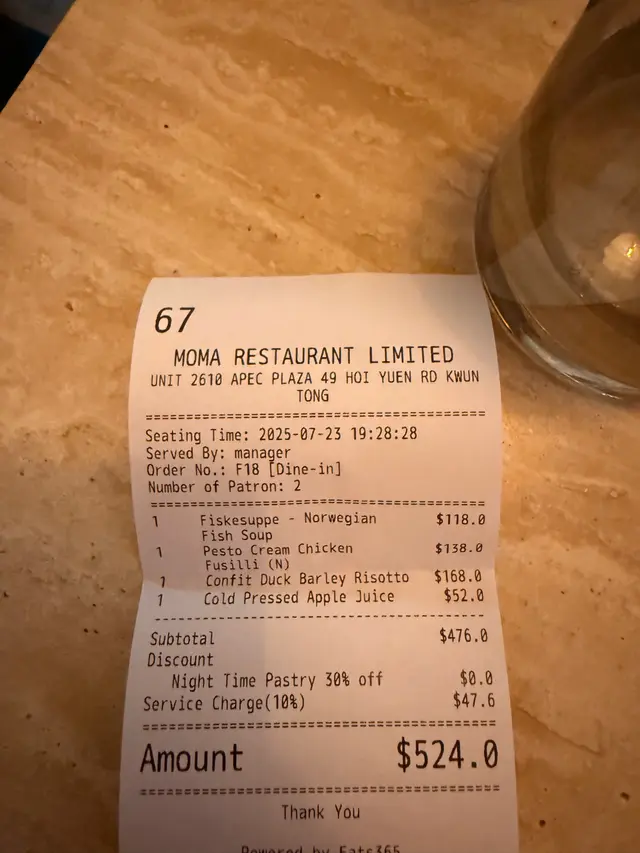 67
MOMA RESTAURANT LIMITED
UNIT 2610 APEC PLAZA 49 HOI YUEN RD KWUN
TONG
Seating Time: 2025-07-23 19:28:28
Served By: manager
Order No.: F18 [Dine-in]
Number of Patron: 2
1 Fiskesuppe - Norwegian $118.0
Fish Soup
1 Pesto Cream Chicken $138.0
Fusilli (N)
1 Confit Duck Barley Risotto $168.0
1 Cold Pressed Apple Juice $52.0
Subtotal $476.0
Discount
Night Time Pastry 30% off $0.0
Service Charge(10%) $47.6
Amount $524.0
Thank You
Powered by Eats365